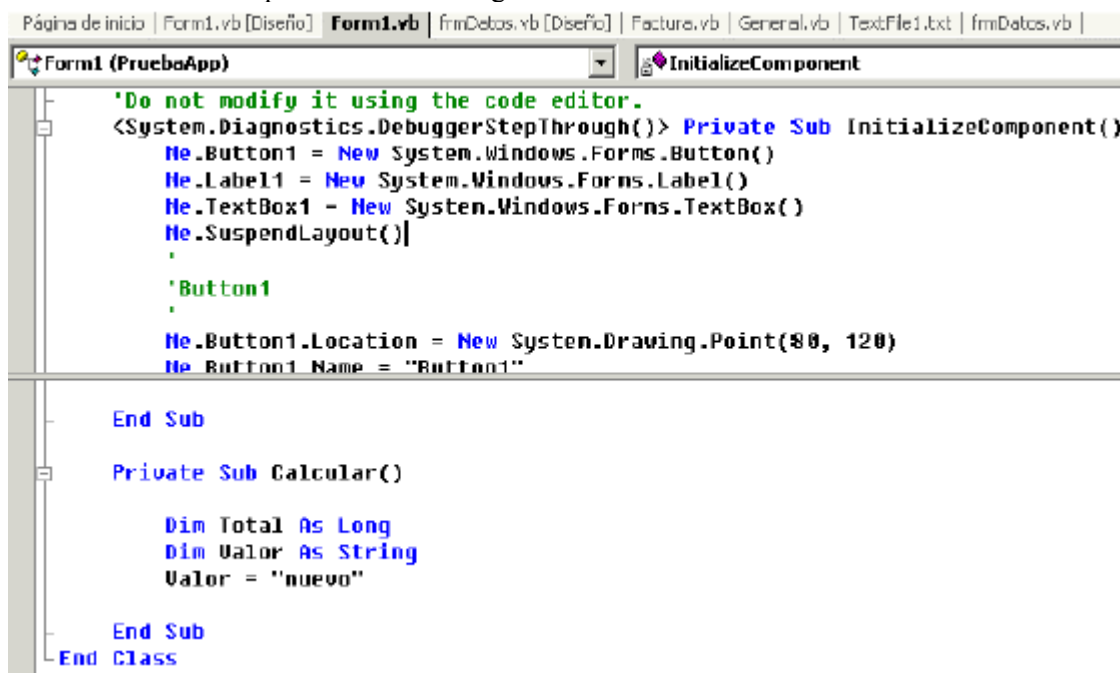 Página de inicio | Form1.vb [Diseño] | Form1.vb | frmDatos.vb [Diseño] | Factura.vb | General.vb | TextFile1.txt | frmDatos.vb |
Form1 (PruebaApp) InitializeComponent
'Do not modify it using the code editor.
<System.Diagnostics.DebuggerStepThrough()> Private Sub InitializeComponent()
Me.Button1 = New System.Windows.Forms.Button()
Me.Label1 = New System.Windows.Forms.Label()
Me.TextBox1 = New System.Windows.Forms.TextBox()
Me.SuspendLayout()
'
'Button1
'
Me.Button1.Location = New System.Drawing.Point(80, 120)
Me.Button1.Name = "Button1"
End Sub
Private Sub Calcular()
Dim Total As Long
Dim Valor As String
Valor = "nuevo"
End Sub
End Class